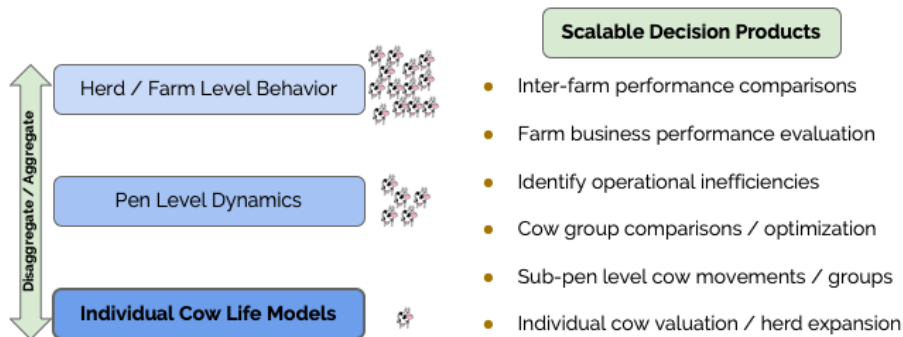 Scalable Decision Products
Disaggregate / Aggregate
Herd / Farm Level Behavior
Pen Level Dynamics
Individual Cow Life Models
Inter-farm performance comparisons
Farm business performance evaluation
Identify operational inefficiencies
Cow group comparisons / optimization
Sub-pen level cow movements / groups
Individual cow valuation / herd expansion